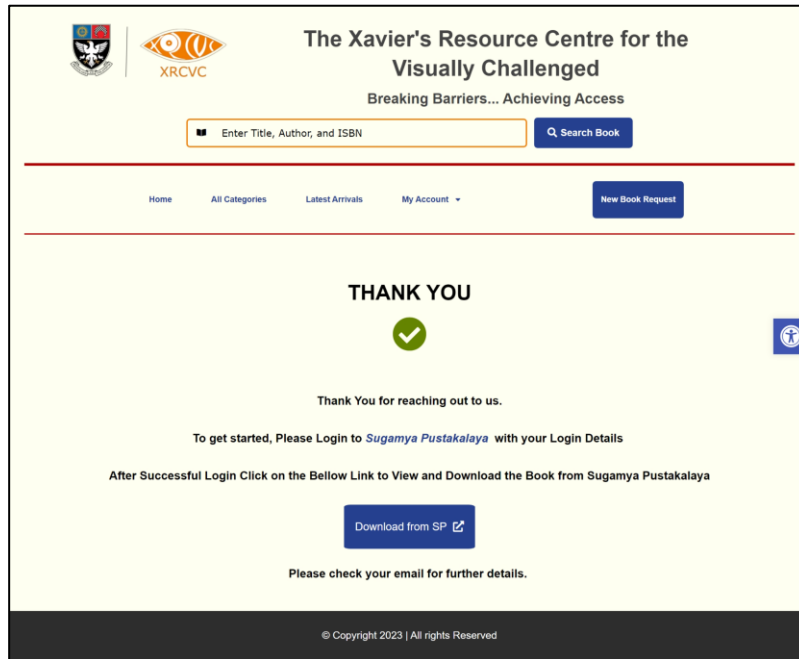 XRCVC
The Xavier's Resource Centre for the
Visually Challenged
Breaking Barriers... Achieving Access
Enter Title, Author, and ISBN
Search Book
Home
All Categories
Latest Arrivals
My Account
New Book Request
THANK YOU
Thank You for reaching out to us.
To get started, Please Login to Sugamya Pustakalaya with your Login Details
After Successful Login Click on the Bellow Link to View and Download the Book from Sugamya Pustakalaya
Download from SP
Please check your email for further details.
© Copyright 2023 | All rights Reserved